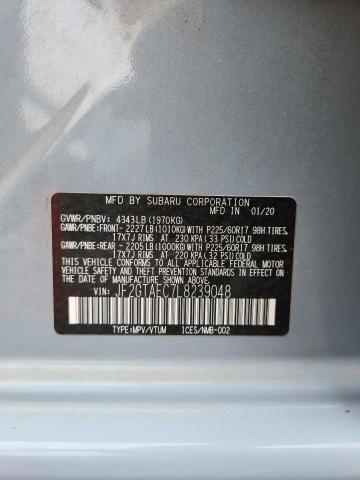 MFD BY SUBARU CORPORATION
MFD IN 01/20
GVWR/PNBV: 4343LB(1970KG)
GAWR/PNBE:FRONT-2227LB(1010KG)WITH P225/60R17 98H TIRES,
17X7J RIMS AT 230 KPA(33 PSI)COLD
GAWR/PNBE:REAR -2205LB(1000KG)WITH P225/60R17 98H TIRES,
17X7J RIMS AT 220 KPA(32 PSI)COLD
THIS VEHICLE CONFORMS TO ALL APPLICABLE U.S.
FEDERAL MOTOR VEHICLE SAFETY STANDARDS
IN EFFECT ON THE DATE OF MANUFACTURE SHOWN ABOVE.
VIN: JF2GTAEC7L8239048
TYPE:MPV/VTUM ICES/NMB-002